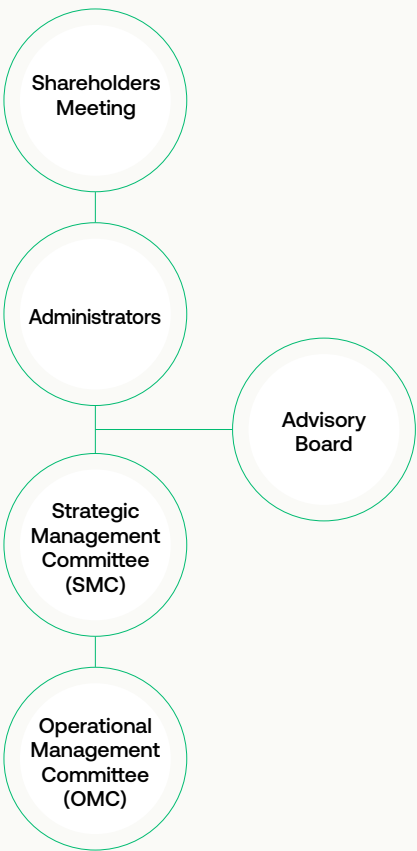 Shareholders
Meeting
Administrators
Advisory
Board
Strategic
Management
Committee
(SMC)
Operational
Management
Committee
(OMC)